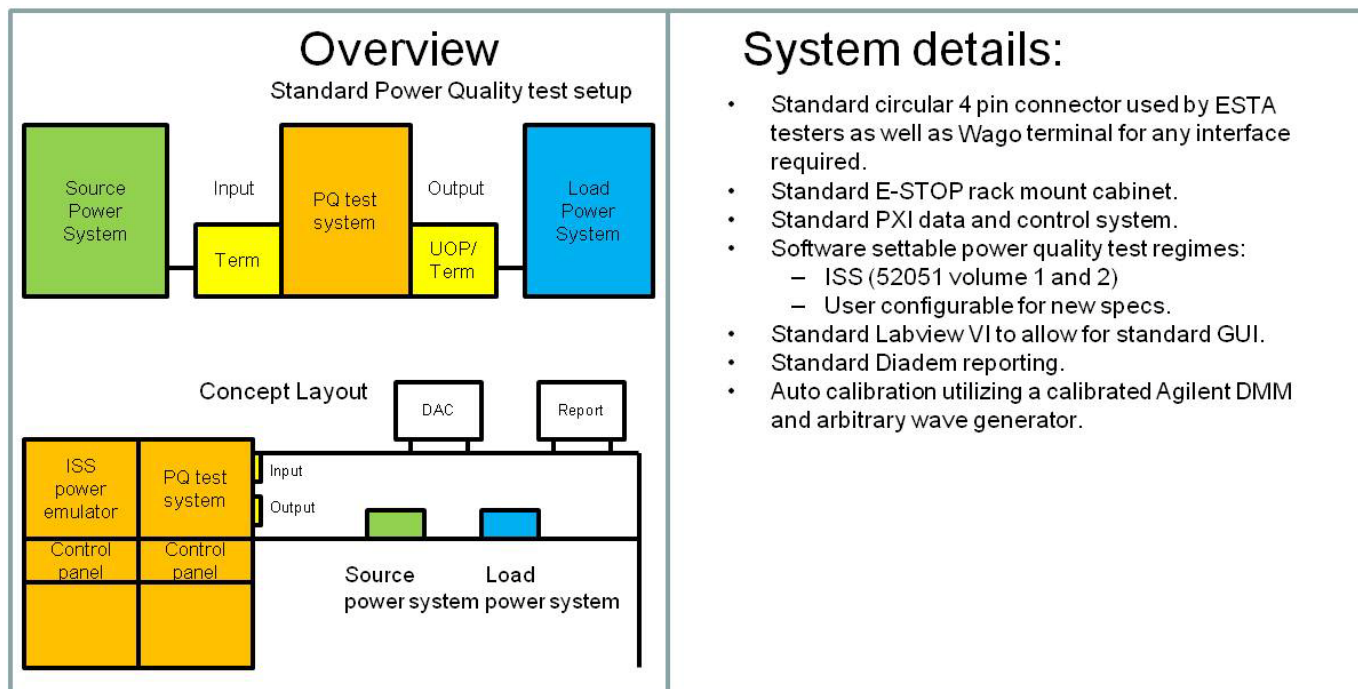 Overview
Standard Power Quality test setup
Source
Power
System
Input
Term
PQ test
system
Output
UOP/
Term
Load
Power
System
Concept Layout
DAC
Report
ISS
power
emulator
PQ test
system
Input
Output
Control
panel
Control
panel
Source
power system
Load
power system
System details:
• Standard circular 4 pin connector used by ESTA
testers as well as Wago terminal for any interface
required.
• Standard E-STOP rack mount cabinet.
• Standard PXI data and control system.
• Software settable power quality test regimes:
– ISS (52051 volume 1 and 2)
– User configurable for new specs.
• Standard Labview VI to allow for standard GUI.
• Standard Diadem reporting.
• Auto calibration utilizing a calibrated Agilent DMM
and arbitrary wave generator.